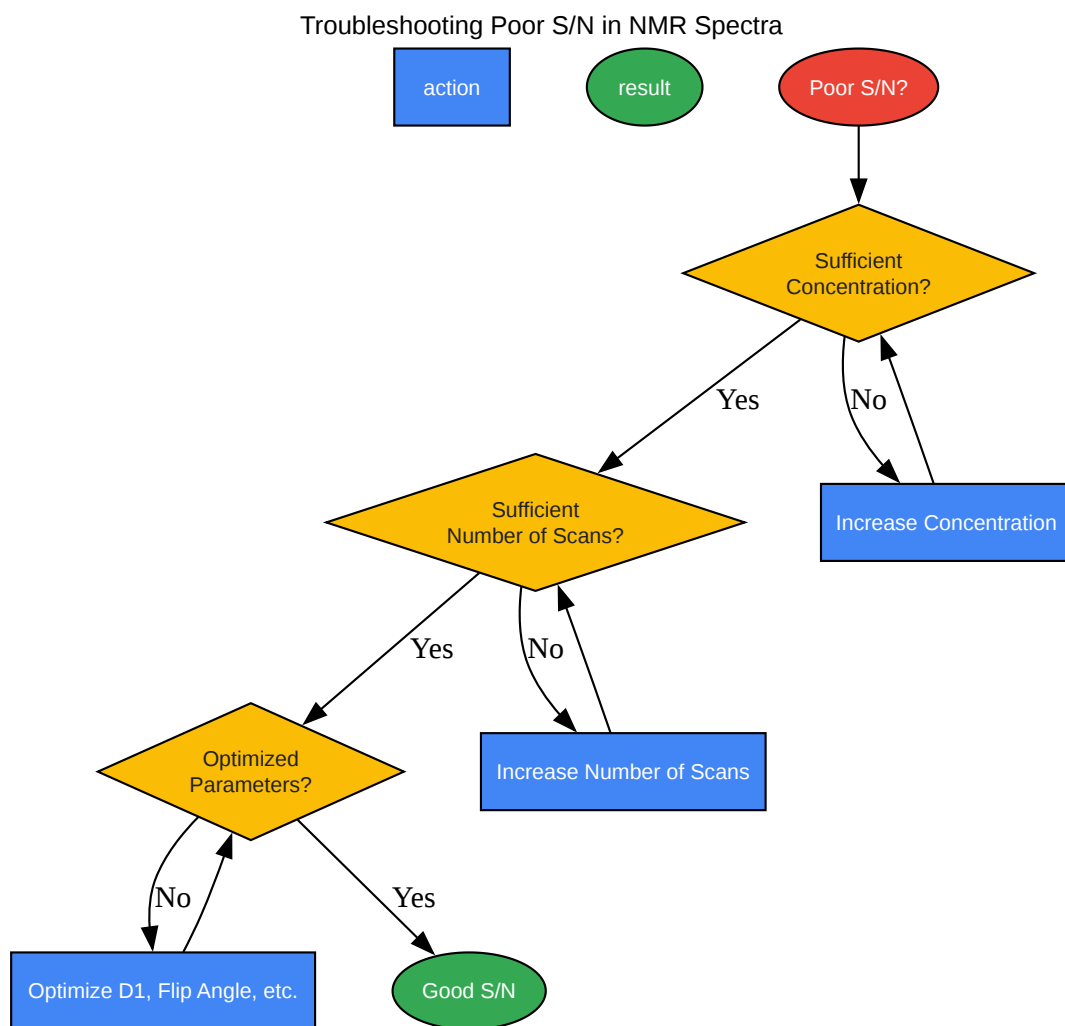 Troubleshooting Poor S/N in NMR Spectra
action
result
Poor S/N?
Sufficient
Concentration?
Yes
No
Increase Concentration
Sufficient
Number of Scans?
Yes
No
Increase Number of Scans
Optimized
Parameters?
No
Yes
Optimize D1, Flip Angle, etc.
Good S/N